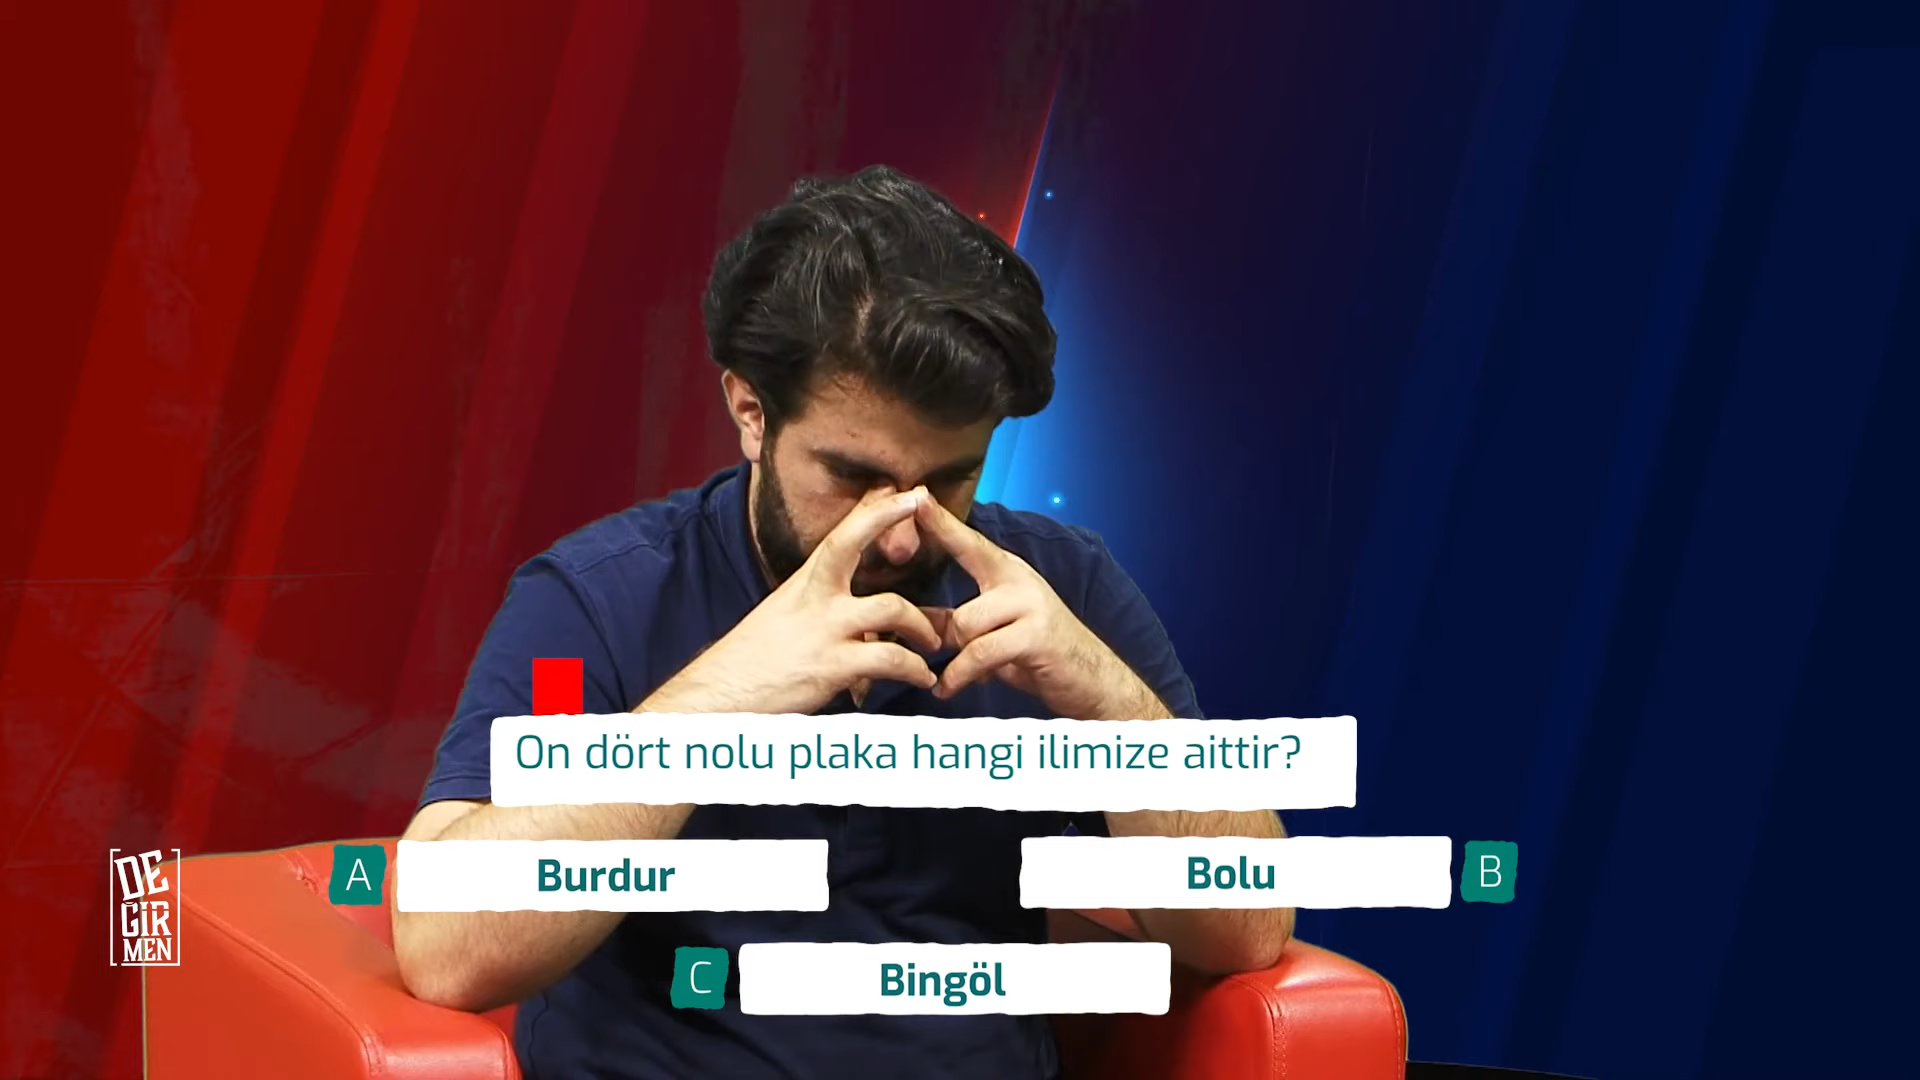 On dört nolu plaka hangi ilimize aittir?
A
Burdur
Bolu
B
C
Bingöl
DE
ĞİR
MEN